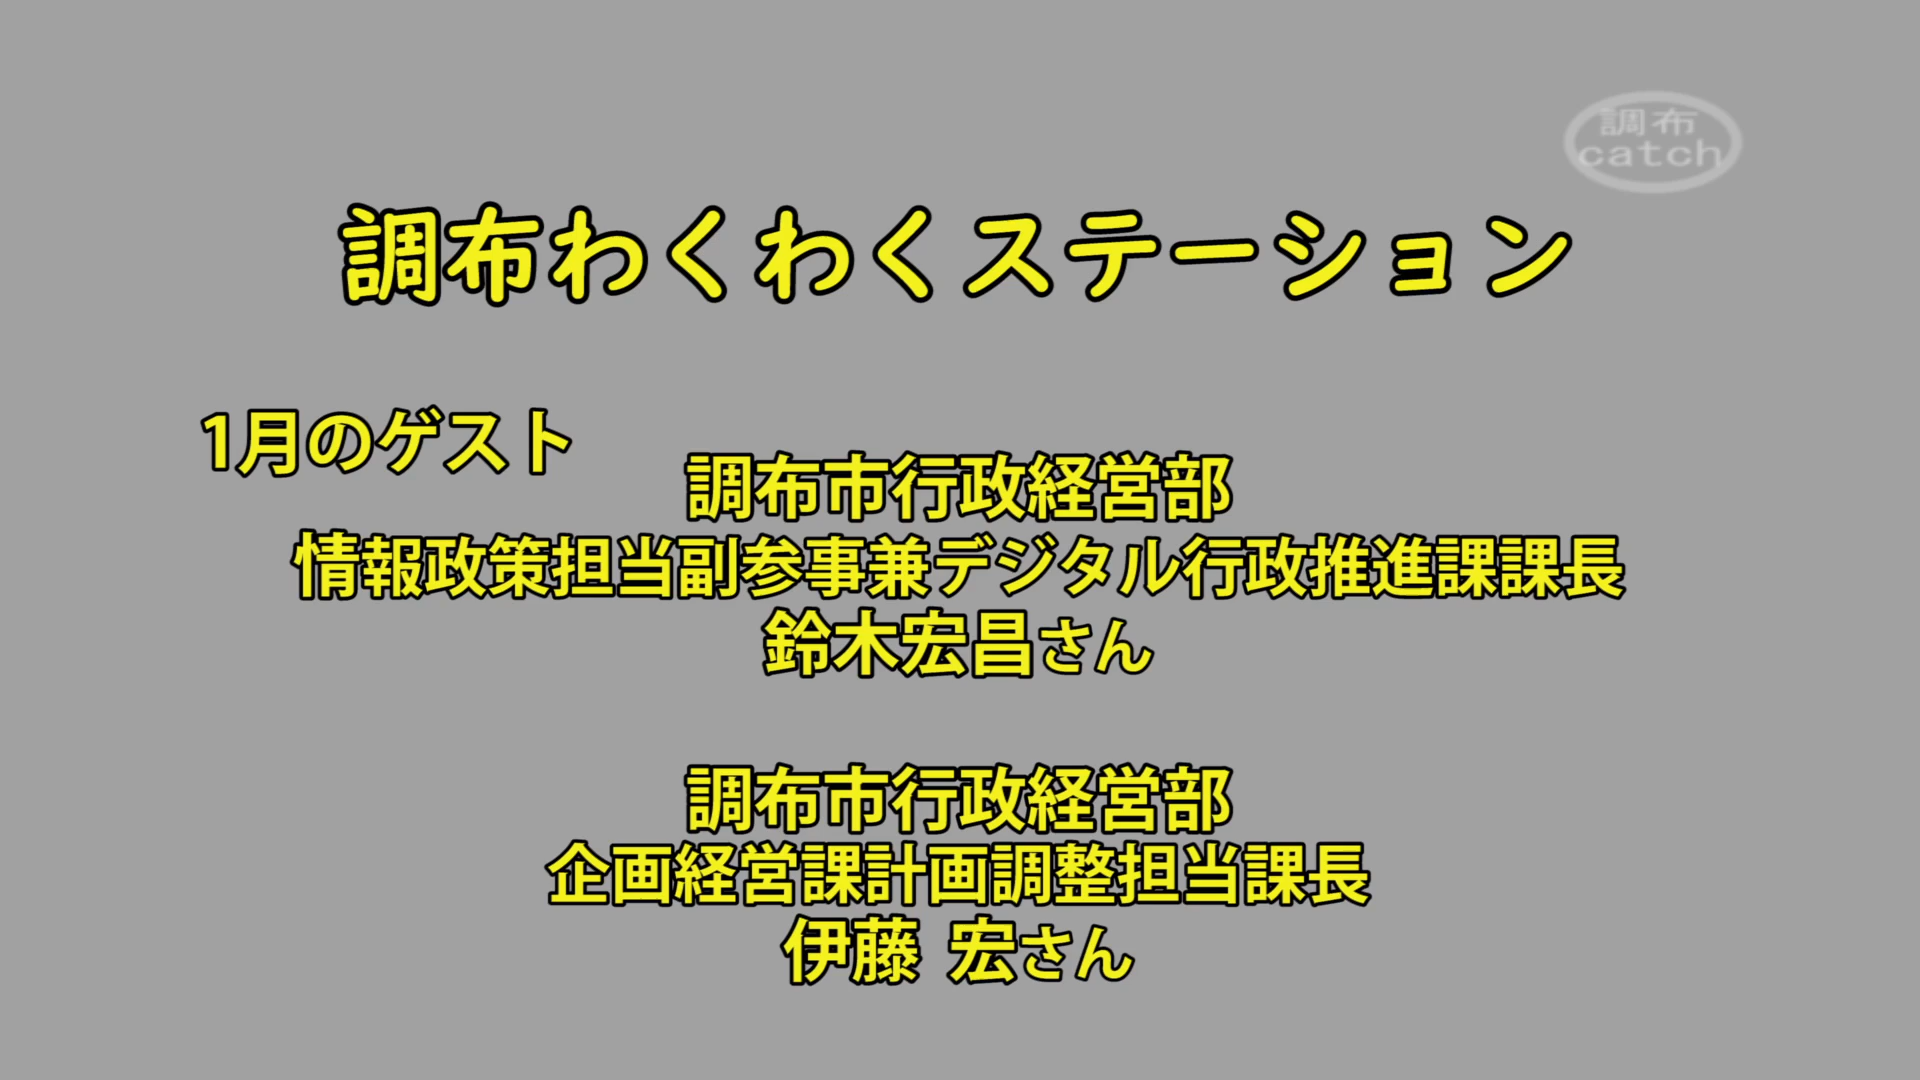 調布
catch
調布わくわくステーション
1月のゲスト
調布市行政経営部
情報政策担当副参事兼デジタル行政推進課課長
鈴木宏昌さん
調布市行政経営部
企画経営課計画調整担当課長
伊藤 宏さん